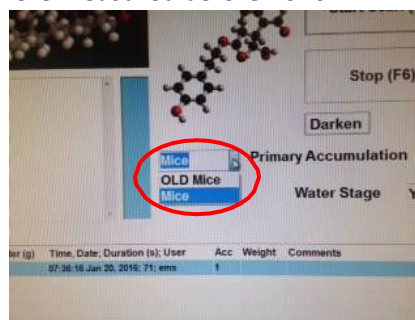 Stop (F6)
Darken
Mice
Primary Accumulation
OLD Mice
Mice
Water Stage
(g) Time, Date; Duration (s); User Acc Weight Comments
07:36:16 Jan 20, 2016; 71; ems 1